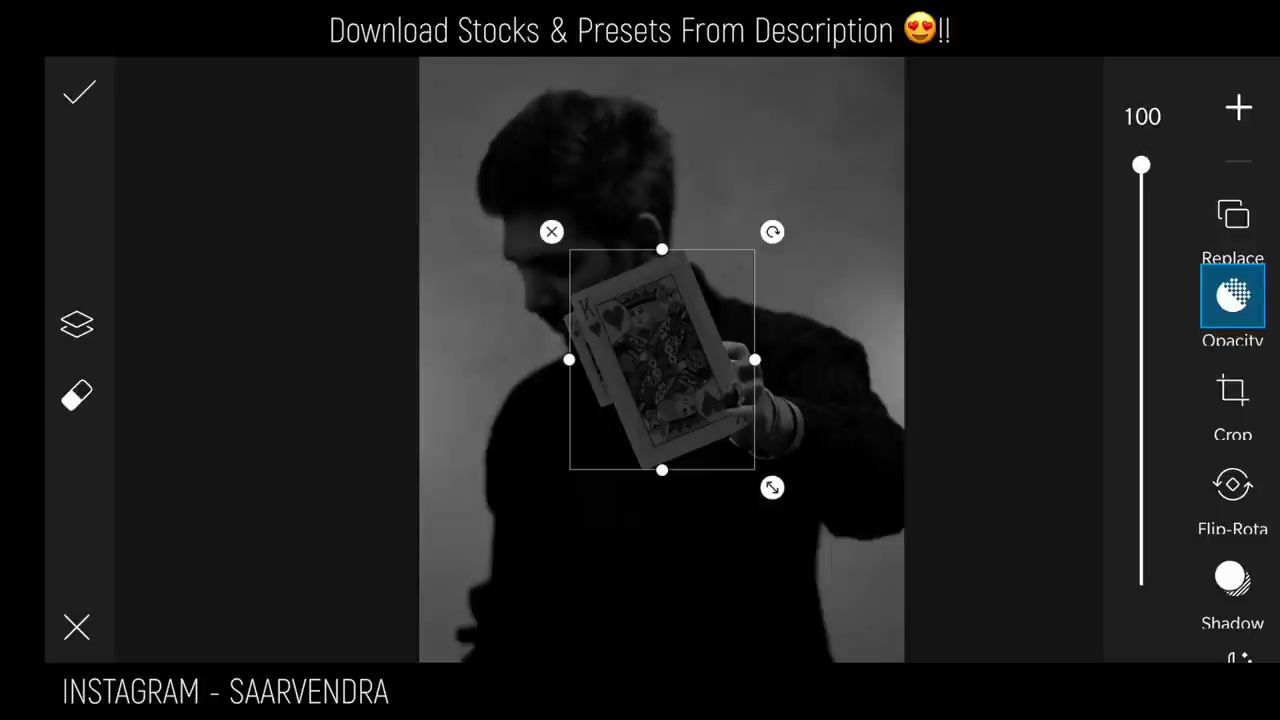 Download Stocks & Presets From Description 😍!!
100
Replace
Opacity
K
Crop
Flip-Rota
Shadow
INSTAGRAM - SAARVENDRA